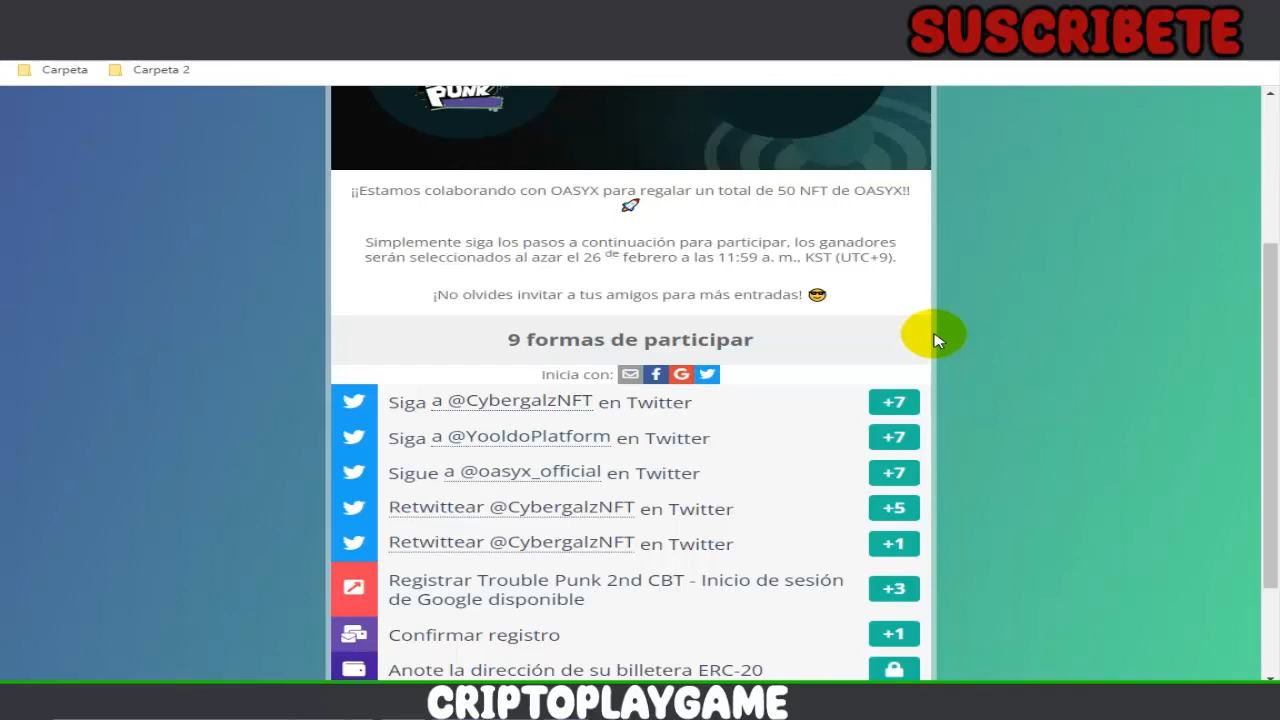 SUSCRIBETE
Carpeta Carpeta 2
PUNK
¡¡Estamos colaborando con OASYX para regalar un total de 50 NFT de OASYX!!
🚀
Simplemente siga los pasos a continuación para participar, los ganadores
serán seleccionados al azar el 26 de febrero a las 11:59 a. m., KST (UTC+9).
¡No olvides invitar a tus amigos para más entradas! 😎
9 formas de participar
Inicia con:
Siga a @CybergalzNFT en Twitter +7
Siga a @YooldoPlatform en Twitter +7
Sigue a @oasyx_official en Twitter +7
Retwittear @CybergalzNFT en Twitter +5
Retwittear @CybergalzNFT en Twitter +1
Registrar Trouble Punk 2nd CBT - Inicio de sesión
de Google disponible +3
Confirmar registro +1
Anote la dirección de su billetera ERC-20
CRIPTOPLAYGAME